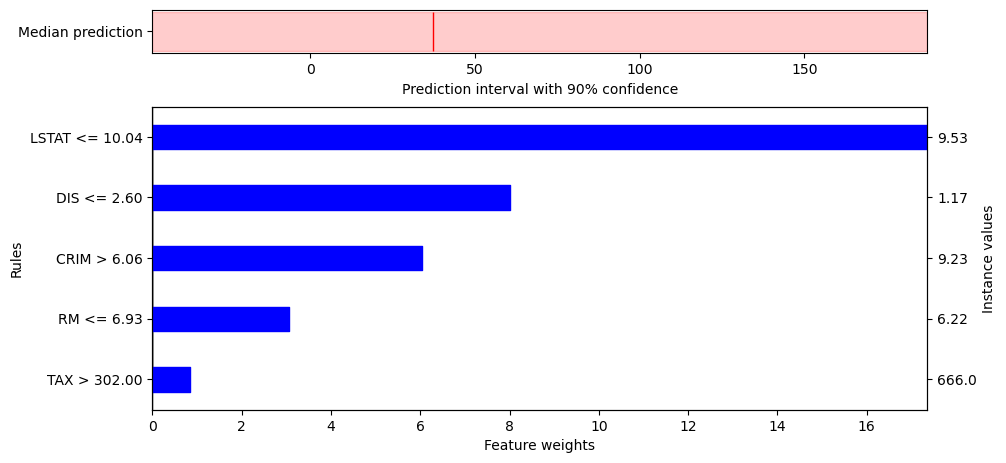 Median prediction
0 50 100 150
Prediction interval with 90% confidence
LSTAT <= 10.04 9.53
DIS <= 2.60 1.17
CRIM > 6.06 9.23
RM <= 6.93 6.22
TAX > 302.00 666.0
Rules
Instance values
0 2 4 6 8 10 12 14 16
Feature weights